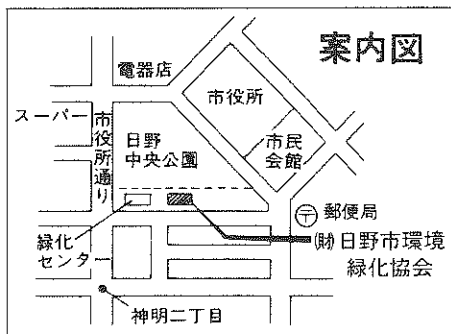 案内図
電器店
市役所
スーパー
市役所通り
日野
中央公園
市民
会館
〒郵便局
緑化
センター
㈶日野市環境
緑化協会
神明二丁目